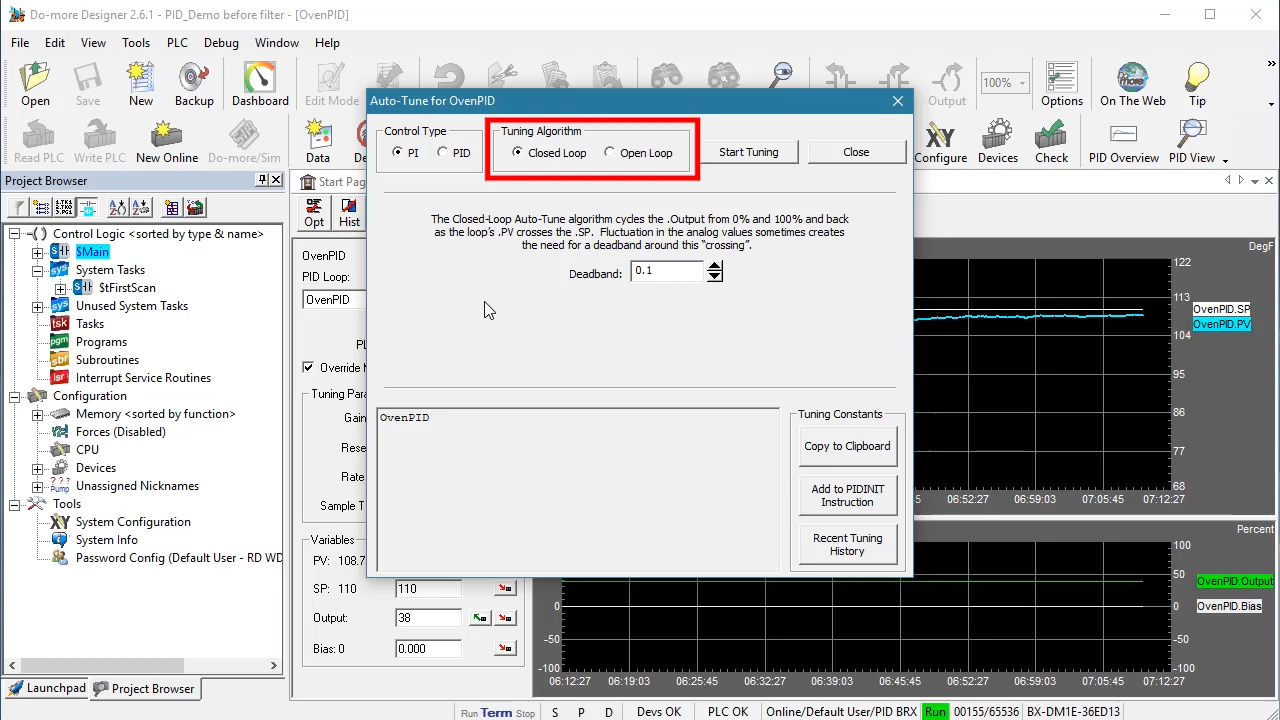 Do-more Designer 2.6.1 - PID_Demo before filter - [OvenPID]
File Edit View Tools PLC Debug Window Help
Open Save New Backup Dashboard Edit Mode Output 100% Options On The Web Tip
Read PLC Write PLC New Online Do-more/Sim Data Configure Devices Check PID Overview PID View
Project Browser
Start Pag
Control Logic <sorted by type & name>
$Main
System Tasks
$tFirstScan
Unused System Tasks
Tasks
Programs
Subroutines
Interrupt Service Routines
Configuration
Memory <sorted by function>
Forces (Disabled)
CPU
Devices
Unassigned Nicknames
Tools
System Configuration
System Info
Password Config (Default User - RD WD
Launchpad Project Browser
Opt Hist
OvenPID
PID Loop:
OvenPID
Override
Tuning Para
Gai
Rese
Rate
Sample T
Variables
PV: 108.7
SP: 110 110
Output: 38
Bias: 0 0.000
Auto-Tune for OvenPID
Control Type
PI PID
Tuning Algorithm
Closed Loop Open Loop
Start Tuning
Close
The Closed-Loop Auto-Tune algorithm cycles the .Output from 0% and 100% and back
as the loop's .PV crosses the .SP. Fluctuation in the analog values sometimes creates
the need for a deadband around this "crossing".
Deadband: 0.1
OvenPID
Tuning Constants
Copy to Clipboard
Add to PIDINIT
Instruction
Recent Tuning
History
DegF
122
113
104
95
86
77
68
OvenPID.SP
OvenPID.PV
06:52:27 06:59:03 07:05:45 07:12:27
Percent
100
50
0
-50
-100
OvenPID.Output
OvenPID.Bias
0
-50
-100
06:12:27 06:19:03 06:25:45 06:32:27 06:39:03 06:45:45 06:52:27 06:59:03 07:05:45 07:12:27
Run Term Stop S P D Devs OK PLC OK Online/Default User/PID BRX Run 00155/65536 BX-DM1E-36ED13